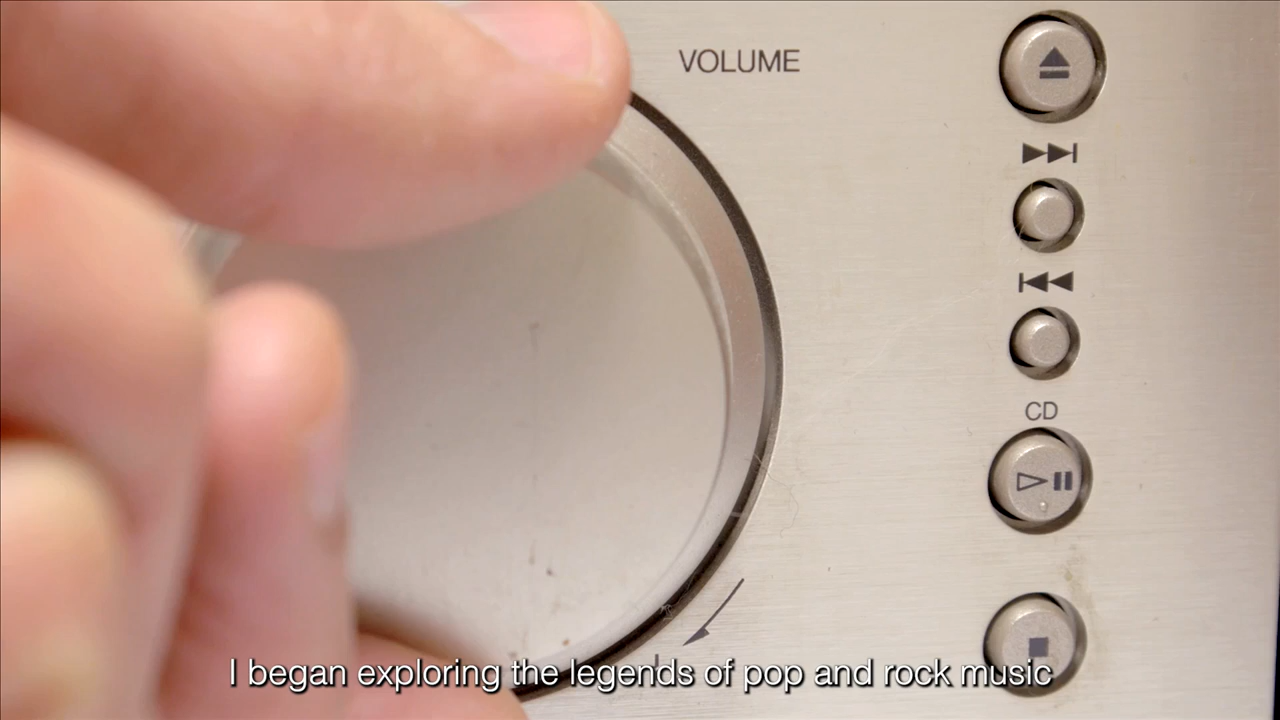 VOLUME
CD
I began exploring the legends of pop and rock music